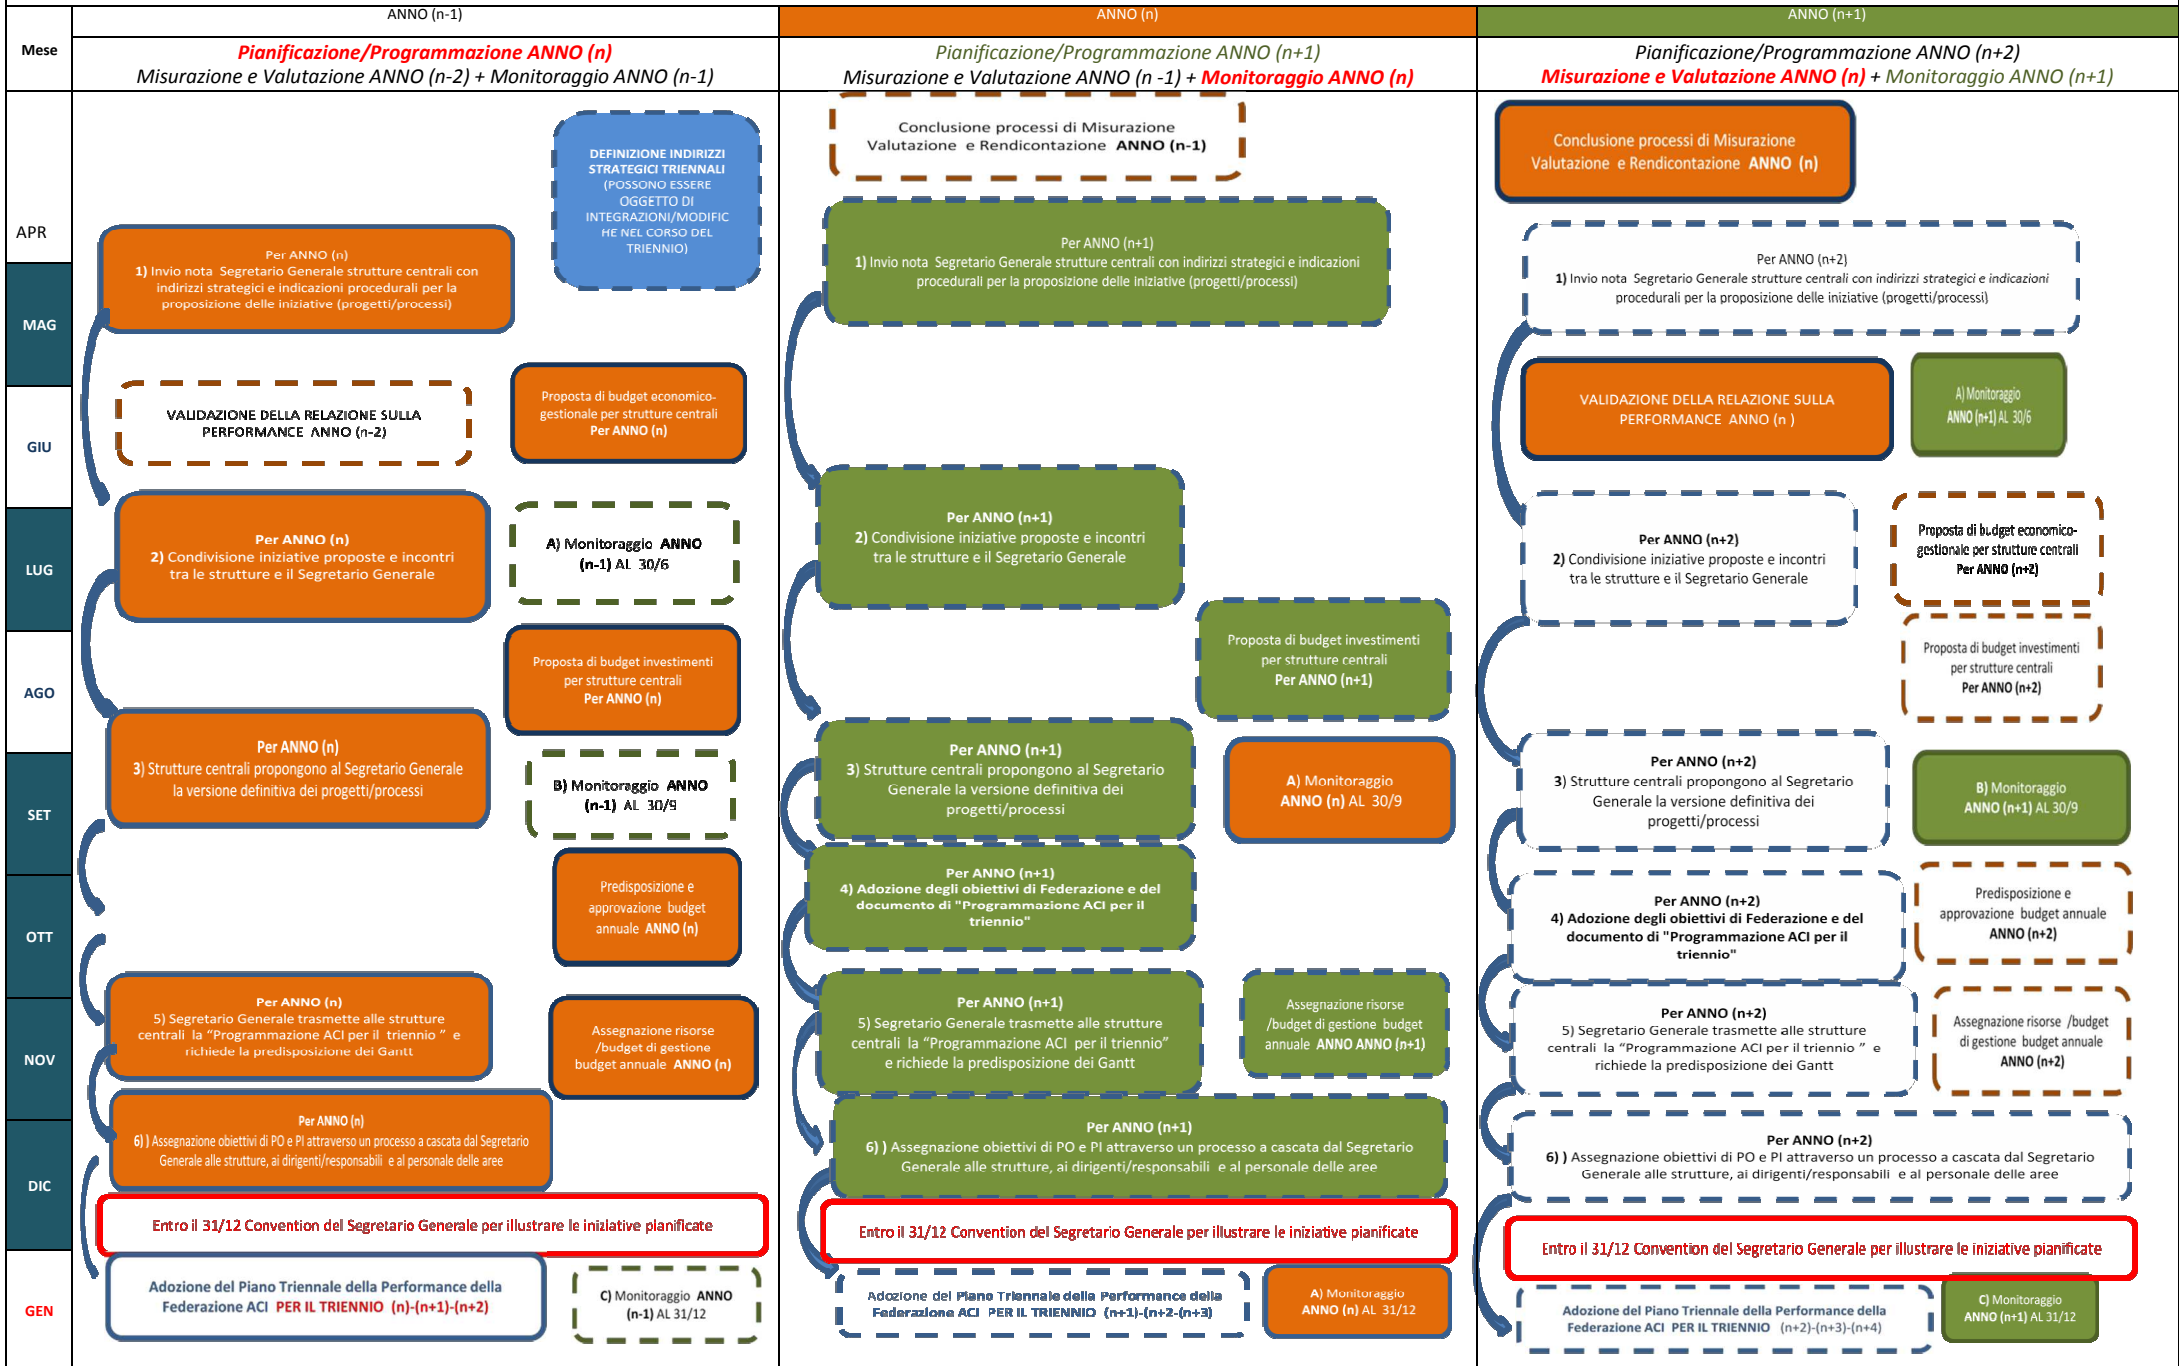 ANNO (n-1)
ANNO (n)
ANNO (n+1)
Mese
Pianificazione/Programmazione ANNO (n)
Misurazione e Valutazione ANNO (n-2) + Monitoraggio ANNO (n-1)
Pianificazione/Programmazione ANNO (n+1)
Misurazione e Valutazione ANNO (n -1) + Monitoraggio ANNO (n)
Pianificazione/Programmazione ANNO (n+2)
Misurazione e Valutazione ANNO (n) + Monitoraggio ANNO (n+1)
APR
MAG
GIU
LUG
AGO
SET
OTT
NOV
DIC
GEN
DEFINIZIONE INDIRIZZI
STRATEGICI TRIENNALI
(POSSONO ESSERE
OGGETTO DI
INTEGRAZIONI/MODIFIC
HE NEL CORSO DEL
TRIENNIO)
Per ANNO (n)
1) Invio nota Segretario Generale strutture centrali con
indirizzi strategici e indicazioni procedurali per la
proposizione delle iniziative (progetti/processi)
VALIDAZIONE DELLA RELAZIONE SULLA
PERFORMANCE ANNO (n-2)
Proposta di budget economico-
gestionale per strutture centrali
Per ANNO (n)
Per ANNO (n)
2) Condivisione iniziative proposte e incontri
tra le strutture e il Segretario Generale
A) Monitoraggio ANNO
(n-1) AL 30/6
Proposta di budget investimenti
per strutture centrali
Per ANNO (n)
Per ANNO (n)
3) Strutture centrali propongono al Segretario Generale
la versione definitiva dei progetti/processi
B) Monitoraggio ANNO
(n-1) AL 30/9
Predisposizione e
approvazione budget
annuale ANNO (n)
Per ANNO (n)
5) Segretario Generale trasmette alle strutture
centrali la “Programmazione ACI per il triennio ” e
richiede la predisposizione dei Gantt
Assegnazione risorse
/budget di gestione
budget annuale ANNO (n)
Per ANNO (n)
6) ) Assegnazione obiettivi di PO e PI attraverso un processo a cascata dal Segretario
Generale alle strutture, ai dirigenti/responsabili e al personale delle aree
Entro il 31/12 Convention del Segretario Generale per illustrare le iniziative pianificate
Adozione del Piano Triennale della Performance della
Federazione ACI PER IL TRIENNIO (n)-(n+1)-(n+2)
C) Monitoraggio ANNO
(n-1) AL 31/12
Conclusione processi di Misurazione
Valutazione e Rendicontazione ANNO (n-1)
Per ANNO (n+1)
1) Invio nota Segretario Generale strutture centrali con indirizzi strategici e indicazioni
procedurali per la proposizione delle iniziative (progetti/processi)
Per ANNO (n+1)
2) Condivisione iniziative proposte e incontri
tra le strutture e il Segretario Generale
Proposta di budget investimenti
per strutture centrali
Per ANNO (n+1)
Per ANNO (n+1)
3) Strutture centrali propongono al Segretario
Generale la versione definitiva dei
progetti/processi
A) Monitoraggio
ANNO (n) AL 30/9
Per ANNO (n+1)
4) Adozione degli obiettivi di Federazione e del
documento di "Programmazione ACI per il
triennio"
Per ANNO (n+1)
5) Segretario Generale trasmette alle strutture
centrali la “Programmazione ACI per il triennio”
e richiede la predisposizione dei Gantt
Assegnazione risorse
/budget di gestione budget
annuale ANNO ANNO (n+1)
Per ANNO (n+1)
6) ) Assegnazione obiettivi di PO e PI attraverso un processo a cascata dal Segretario
Generale alle strutture, ai dirigenti/responsabili e al personale delle aree
Entro il 31/12 Convention del Segretario Generale per illustrare le iniziative pianificate
Adozione del Piano Triennale della Performance della
Federazione ACI PER IL TRIENNIO (n+1)-(n+2-(n+3)
A) Monitoraggio
ANNO (n) AL 31/12
Conclusione processi di Misurazione
Valutazione e Rendicontazione ANNO (n)
Per ANNO (n+2)
1) Invio nota Segretario Generale strutture centrali con indirizzi strategici e indicazioni
procedurali per la proposizione delle iniziative (progetti/processi)
VALIDAZIONE DELLA RELAZIONE SULLA
PERFORMANCE ANNO (n )
A) Monitoraggio
ANNO (n+1) AL 30/6
Per ANNO (n+2)
2) Condivisione iniziative proposte e incontri
tra le strutture e il Segretario Generale
Proposta di budget economico-
gestionale per strutture centrali
Per ANNO (n+2)
Proposta di budget investimenti
per strutture centrali
Per ANNO (n+2)
Per ANNO (n+2)
3) Strutture centrali propongono al Segretario
Generale la versione definitiva dei
progetti/processi
B) Monitoraggio
ANNO (n+1) AL 30/9
Per ANNO (n+2)
4) Adozione degli obiettivi di Federazione e del
documento di "Programmazione ACI per il
triennio"
Predisposizione e
approvazione budget annuale
ANNO (n+2)
Per ANNO (n+2)
5) Segretario Generale trasmette alle strutture
centrali la “Programmazione ACI per il triennio ” e
richiede la predisposizione dei Gantt
Assegnazione risorse /budget
di gestione budget annuale
ANNO (n+2)
Per ANNO (n+2)
6) ) Assegnazione obiettivi di PO e PI attraverso un processo a cascata dal Segretario
Generale alle strutture, ai dirigenti/responsabili e al personale delle aree
Entro il 31/12 Convention del Segretario Generale per illustrare le iniziative pianificate
Adozione del Piano Triennale della Performance della
Federazione ACI PER IL TRIENNIO (n+2)-(n+3)-(n+4)
C) Monitoraggio
ANNO (n+1) AL 31/12